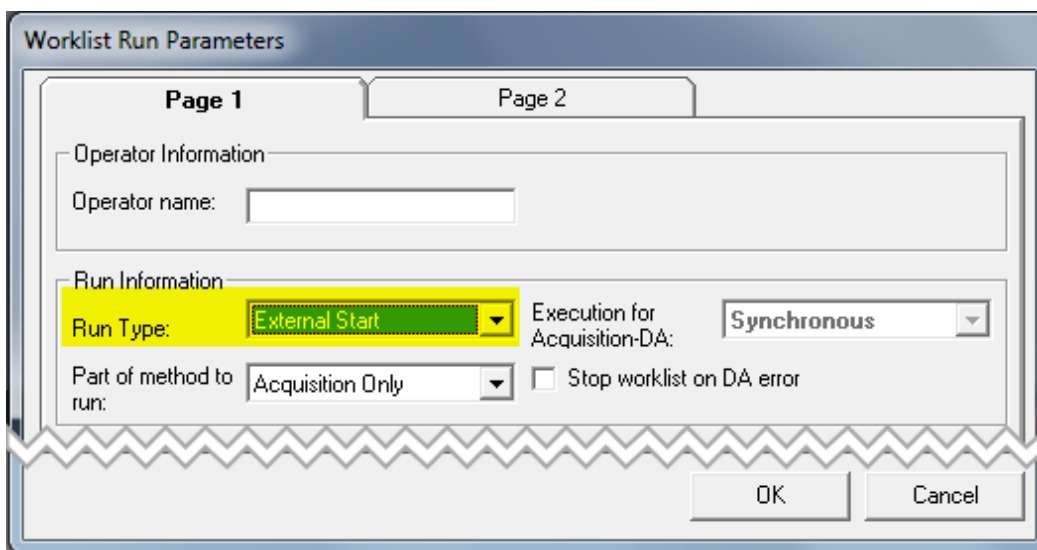 Worklist Run Parameters
Page 1
Page 2
Operator Information
Operator name:
Run Information
Run Type:
External Start
Execution for
Acquisition-DA:
Synchronous
Part of method to
run:
Acquisition Only
Stop worklist on DA error
OK
Cancel